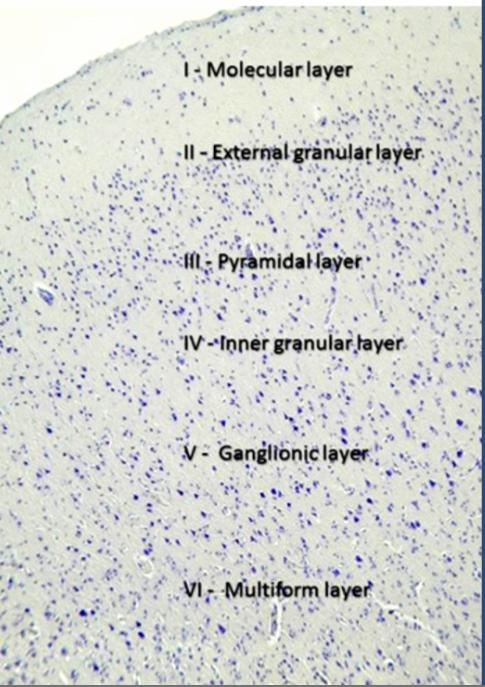 I - Molecular layer
II - External granular layer
III - Pyramidal layer
IV - Inner granular layer
V - Ganglionic layer
VI - Multiform layer